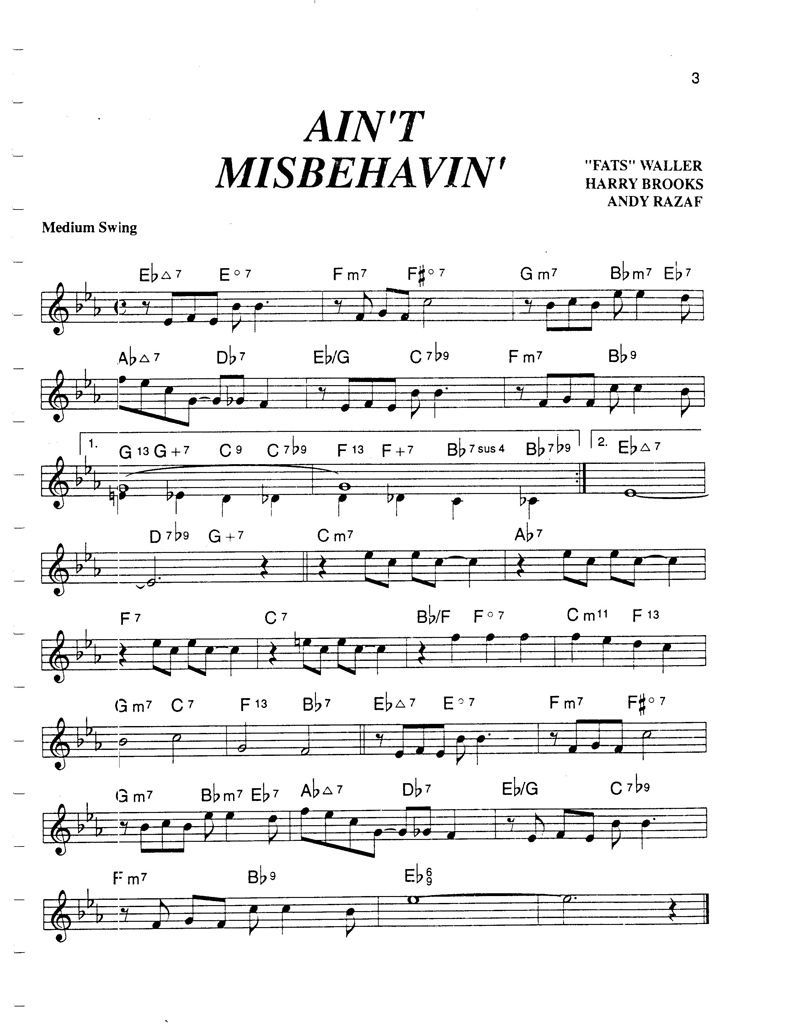 3
AIN'T
MISBEHAVIN'
"FATS" WALLER
HARRY BROOKS
ANDY RAZAF
Medium Swing
E♭△7 E°7 Fm7 F♯°7 Gm7 B♭m7 E♭7
A♭△7 D♭7 E♭/G C7♭9 Fm7 B♭9
1. G13 G+7 C9 C7♭9 F13 F+7 B♭7sus4 B♭7♭9 2. E♭△7
D7♭9 G+7 Cm7 A♭7
F7 C7 B♭/F F°7 Cm11 F13
Gm7 C7 F13 B♭7 E♭△7 E°7 Fm7 F♯°7
Gm7 B♭m7 E♭7 A♭△7 D♭7 E♭/G C7♭9
Fm7 B♭9 E♭6/9